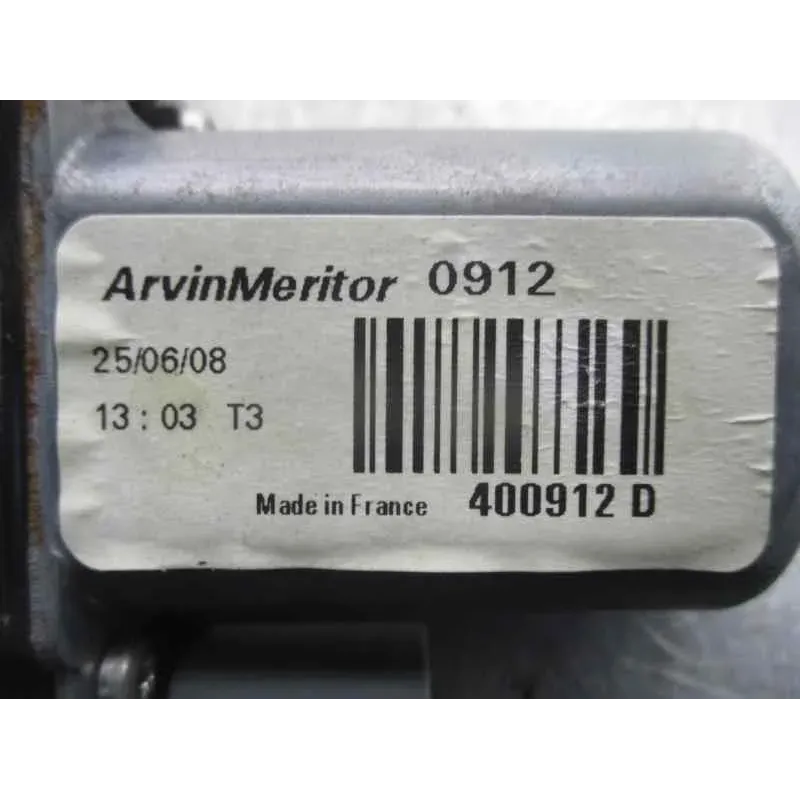 ArvinMeritor 0912
25/06/08
13 : 03 T3
Made in France 400912 D